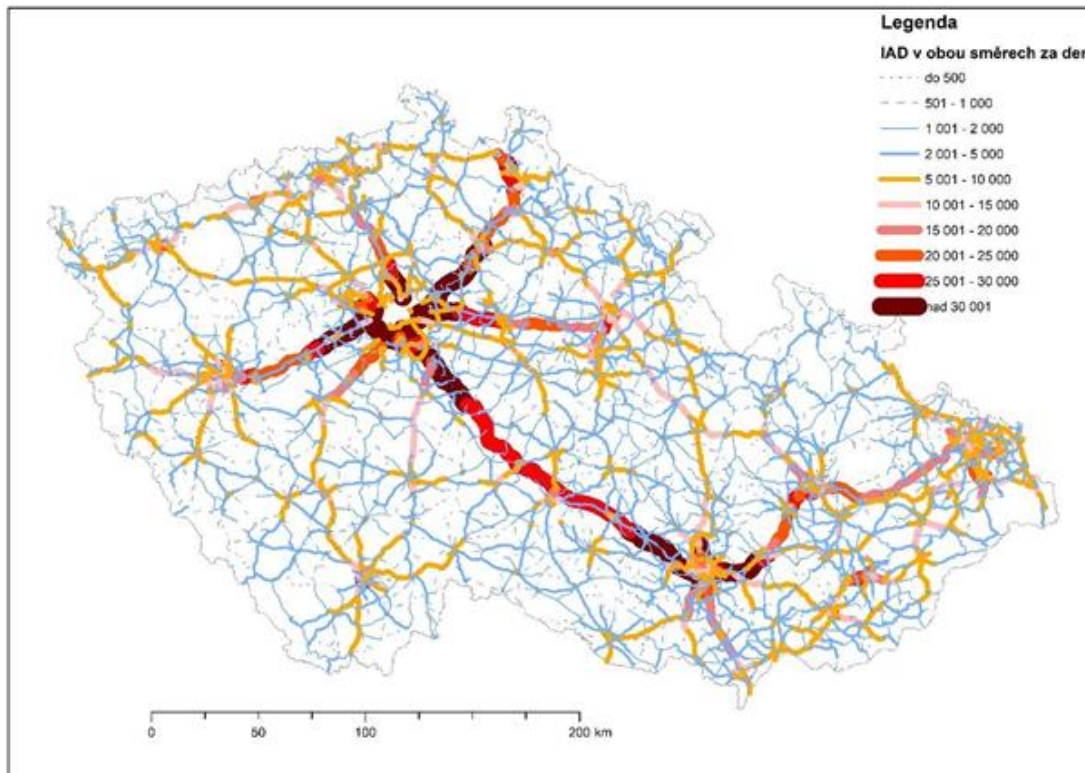 Legenda
IAD v obou směrech za den
do 500
501 - 1 000
1 001 - 2 000
2 001 - 5 000
5 001 - 10 000
10 001 - 15 000
15 001 - 20 000
20 001 - 25 000
25 001 - 30 000
nad 30 001
0 50 100 200 km